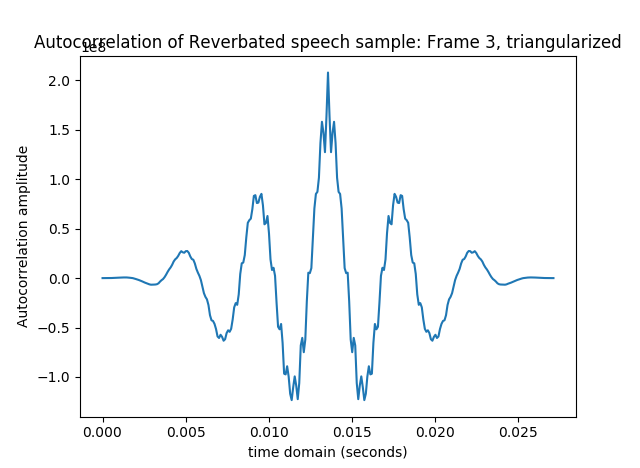 Autocorrelation of Reverbated speech sample: Frame 3, triangularized
1e8
2.0
1.5
1.0
0.5
0.0
−0.5
−1.0
Autocorrelation amplitude
0.000 0.005 0.010 0.015 0.020 0.025
time domain (seconds)